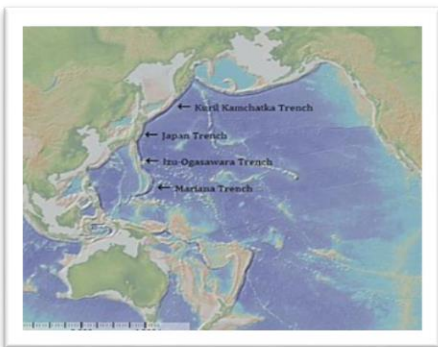 ← Kuril Kamchatka Trench
← Japan Trench
← Izu-Ogasawara Trench
← Mariana Trench